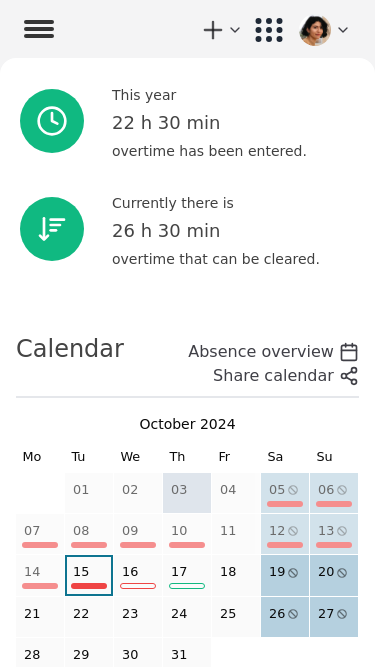 This year
22 h 30 min
overtime has been entered.
Currently there is
26 h 30 min
overtime that can be cleared.
Calendar
Absence overview
Share calendar
October 2024
Mo Tu We Th Fr Sa Su
01 02 03 04 05 06
07 08 09 10 11 12 13
14 15 16 17 18 19 20
21 22 23 24 25 26 27
28 29 30 31